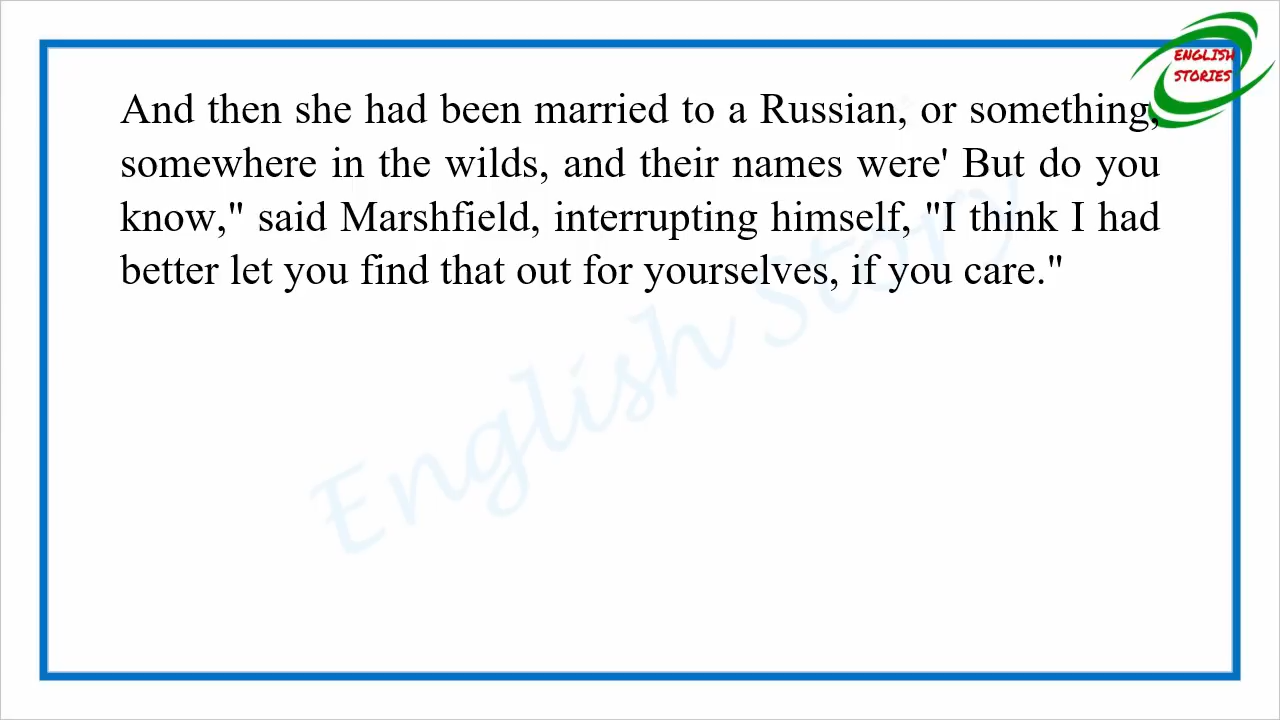 ENGLISH
STORIES
And then she had been married to a Russian, or something,
somewhere in the wilds, and their names were' But do you
know," said Marshfield, interrupting himself, "I think I had
better let you find that out for yourselves, if you care."
English Story